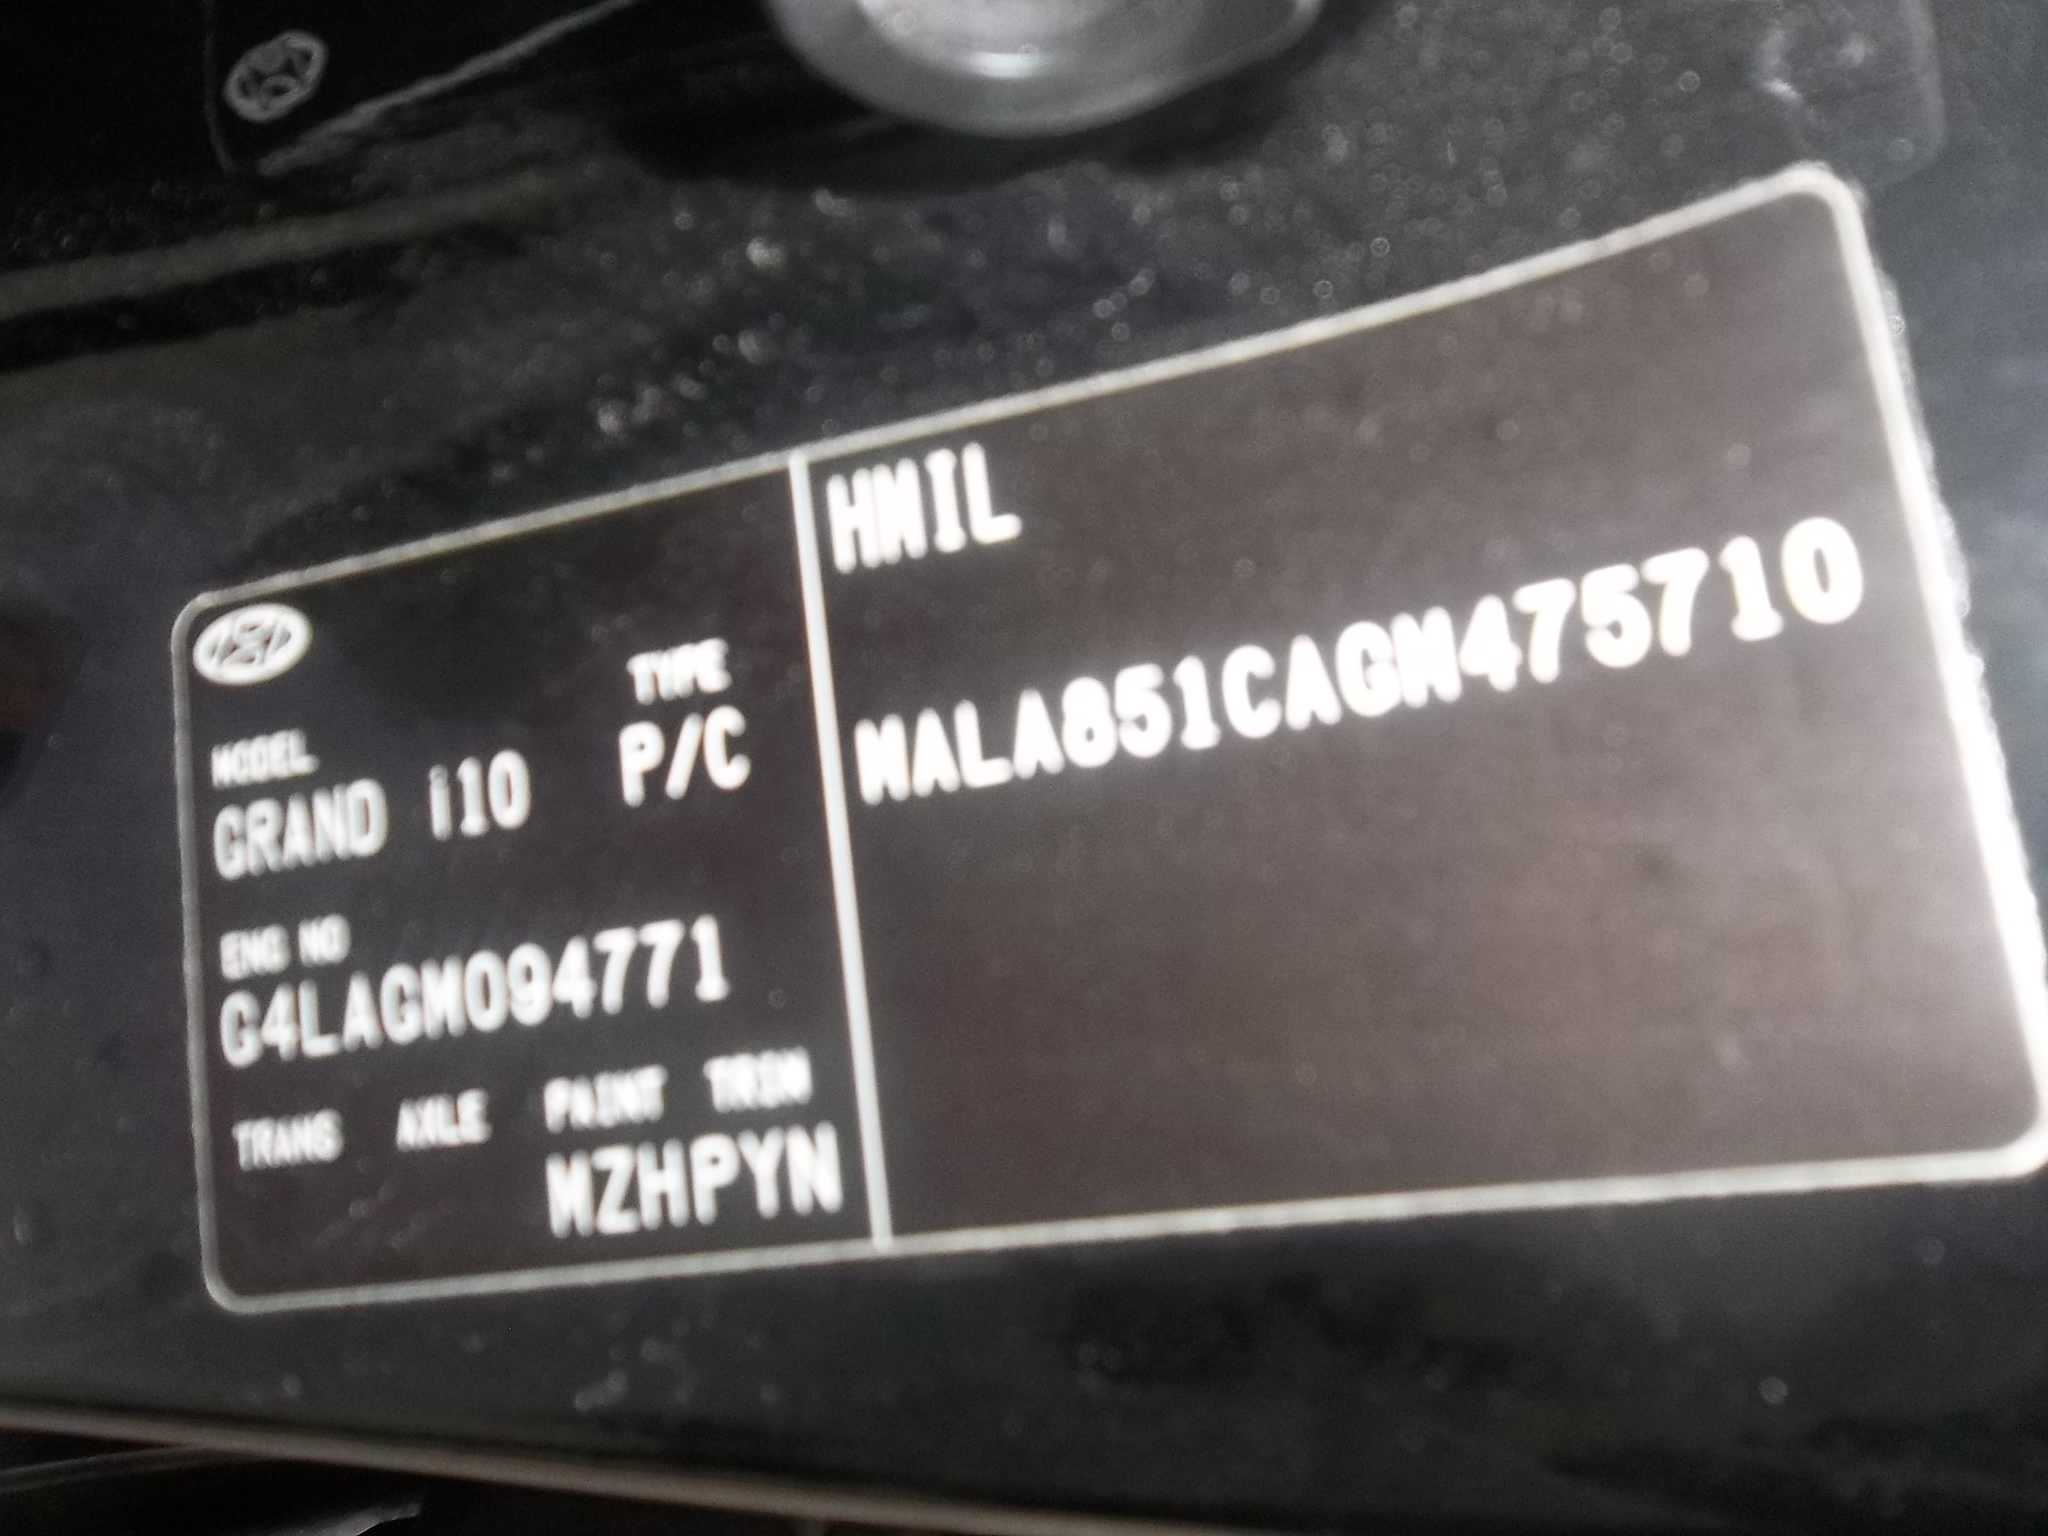 HMIL
MALA851CAGM475710
MODEL TYPE
GRAND i10 P/C
ENG NO
G4LAGM094771
TRANS AXLE PAINT TRIM
MZHPYN